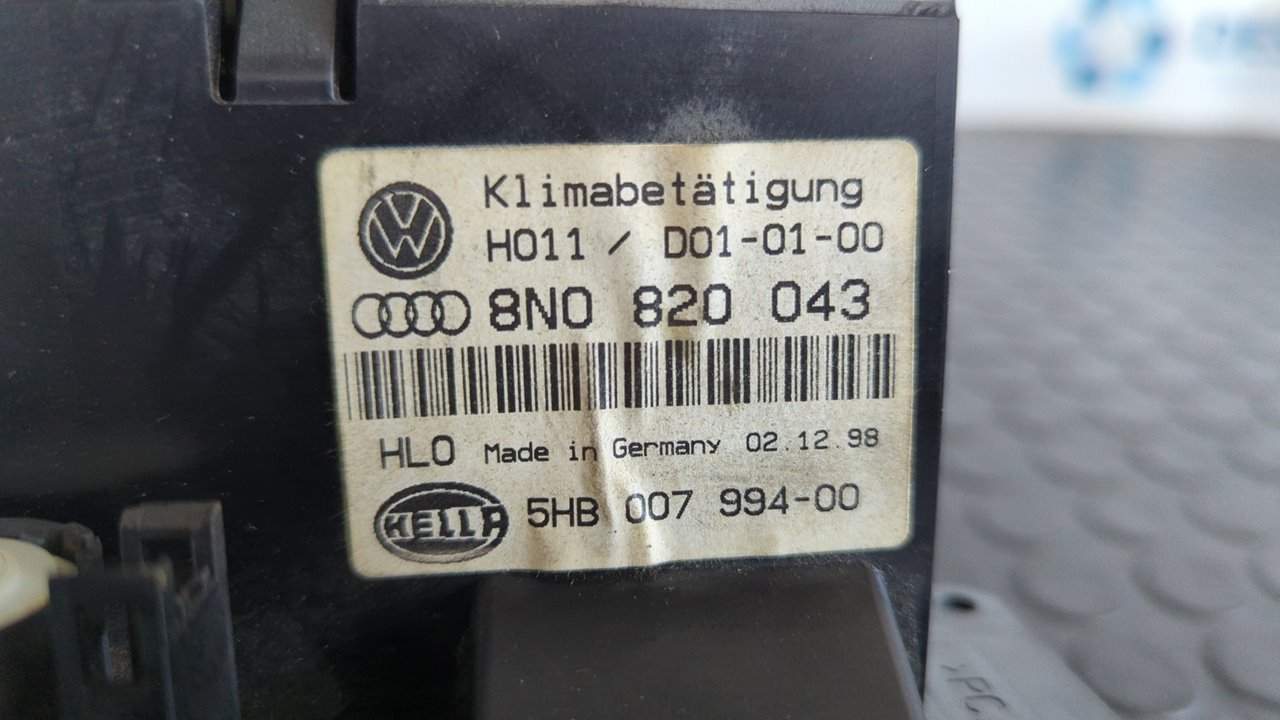 Klimabetätigung
H011 / D01-01-00
8N0 820 043
HLO Made in Germany 02.12.98
HELLA 5HB 007 994-00
>PC